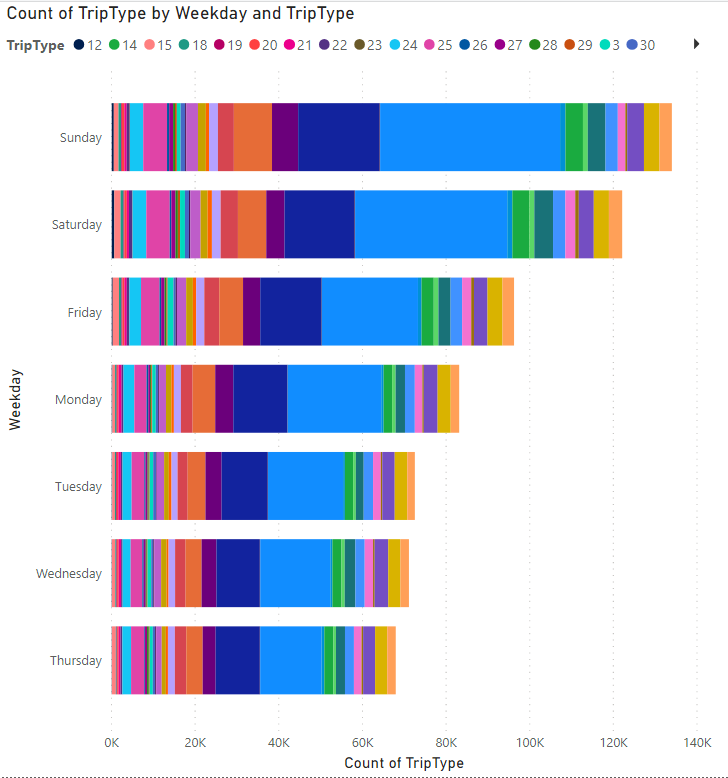 Count of TripType by Weekday and TripType
TripType 12 14 15 18 19 20 21 22 23 24 25 26 27 28 29 3 30
Sunday
Saturday
Friday
Monday
Tuesday
Wednesday
Thursday
Weekday
0K 20K 40K 60K 80K 100K 120K 140K
Count of TripType